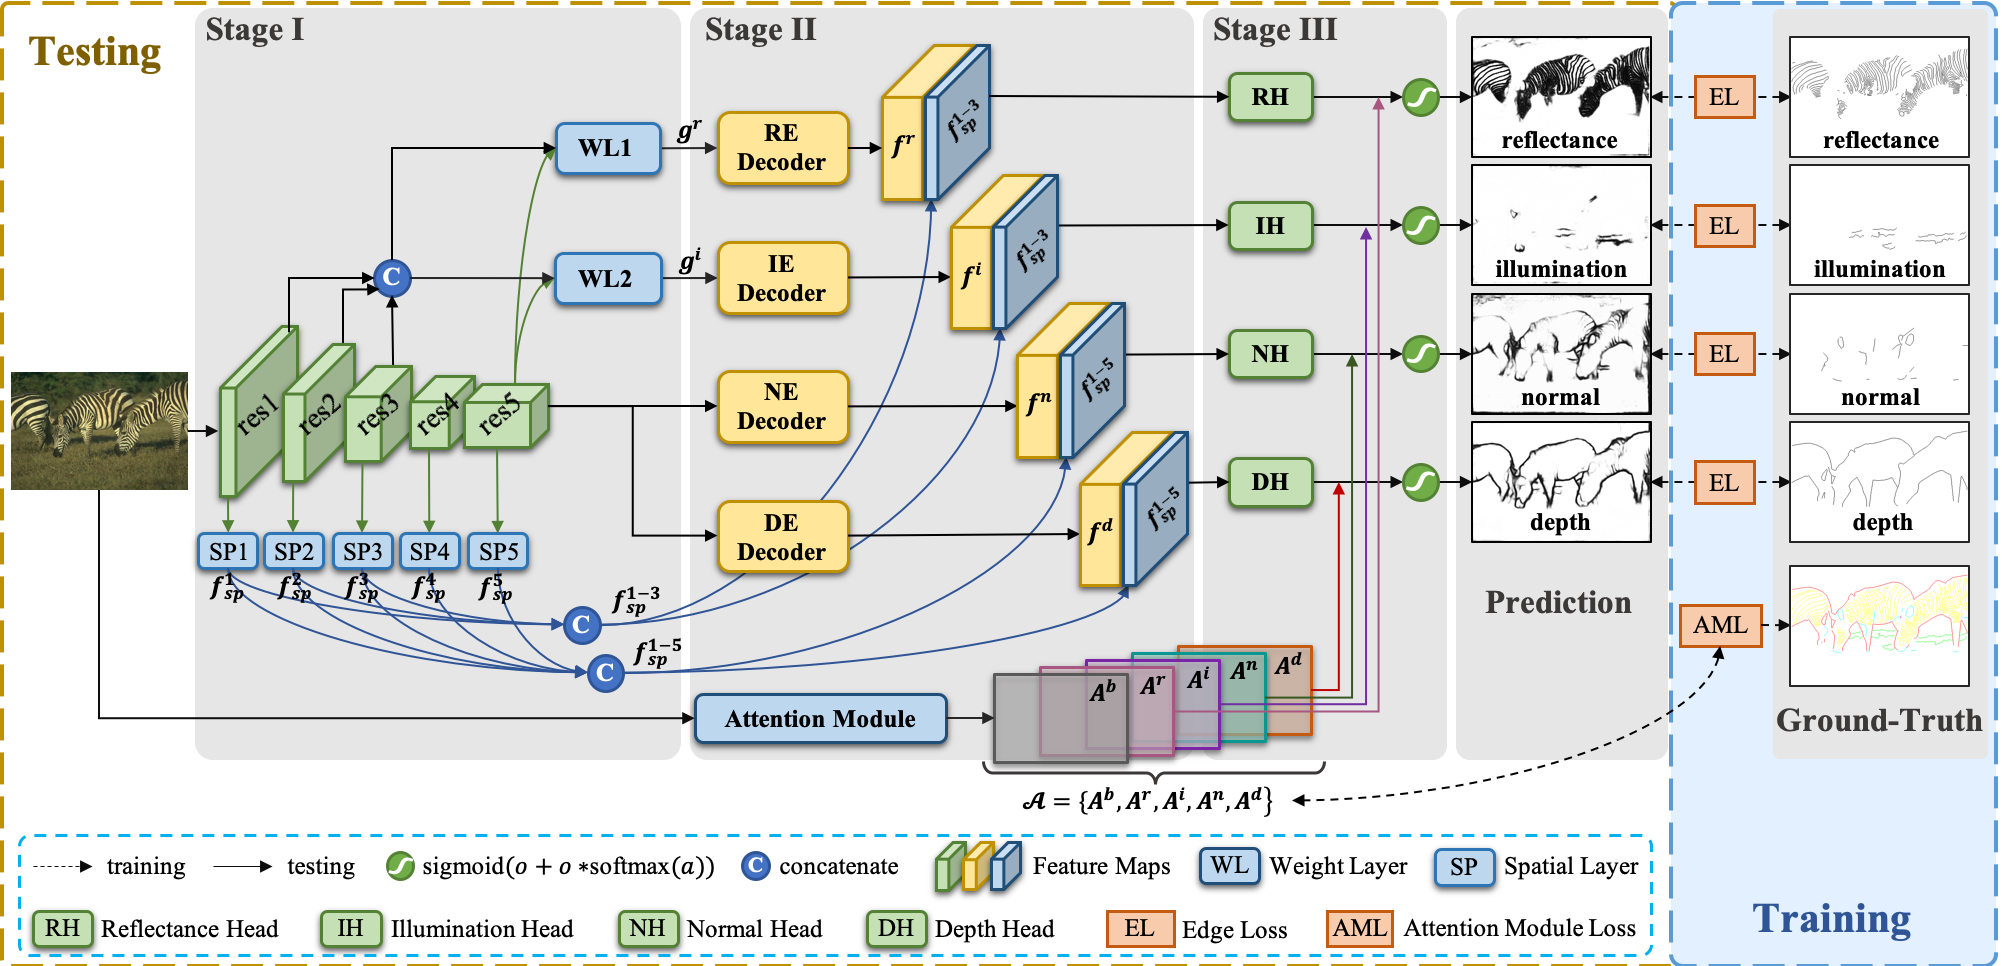 Testing
Stage I
Stage II
Stage III
WL1
g^r
RE
Decoder
f^r
f_{sp}^{1-3}
RH
reflectance
EL
reflectance
C
WL2
g^i
IE
Decoder
f^i
f_{sp}^{1-3}
IH
illumination
EL
illumination
res1
res2
res3
res4
res5
NE
Decoder
f^n
f_{sp}^{1-5}
NH
normal
EL
normal
DE
Decoder
f^d
f_{sp}^{1-5}
DH
depth
EL
depth
SP1
SP2
SP3
SP4
SP5
f_{sp}^1
f_{sp}^2
f_{sp}^3
f_{sp}^4
f_{sp}^5
C
f_{sp}^{1-3}
C
f_{sp}^{1-5}
Prediction
AML
Ground-Truth
Attention Module
A^b
A^r
A^i
A^n
A^d
𝒜 = {A^b, A^r, A^i, A^n, A^d}
training
testing
sigmoid(o + o *softmax(a))
C concatenate
Feature Maps
WL Weight Layer
SP Spatial Layer
RH Reflectance Head
IH Illumination Head
NH Normal Head
DH Depth Head
EL Edge Loss
AML Attention Module Loss
Training